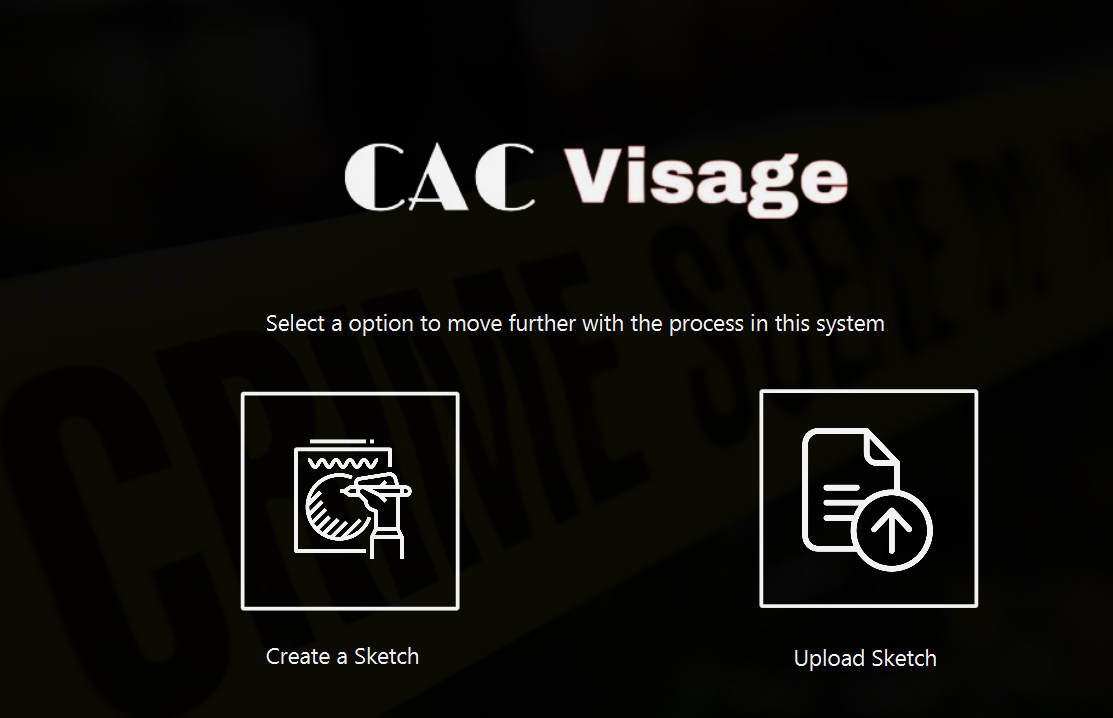 CAC Visage
CRIME SCENE DO
Select a option to move further with the process in this system
Create a Sketch
Upload Sketch